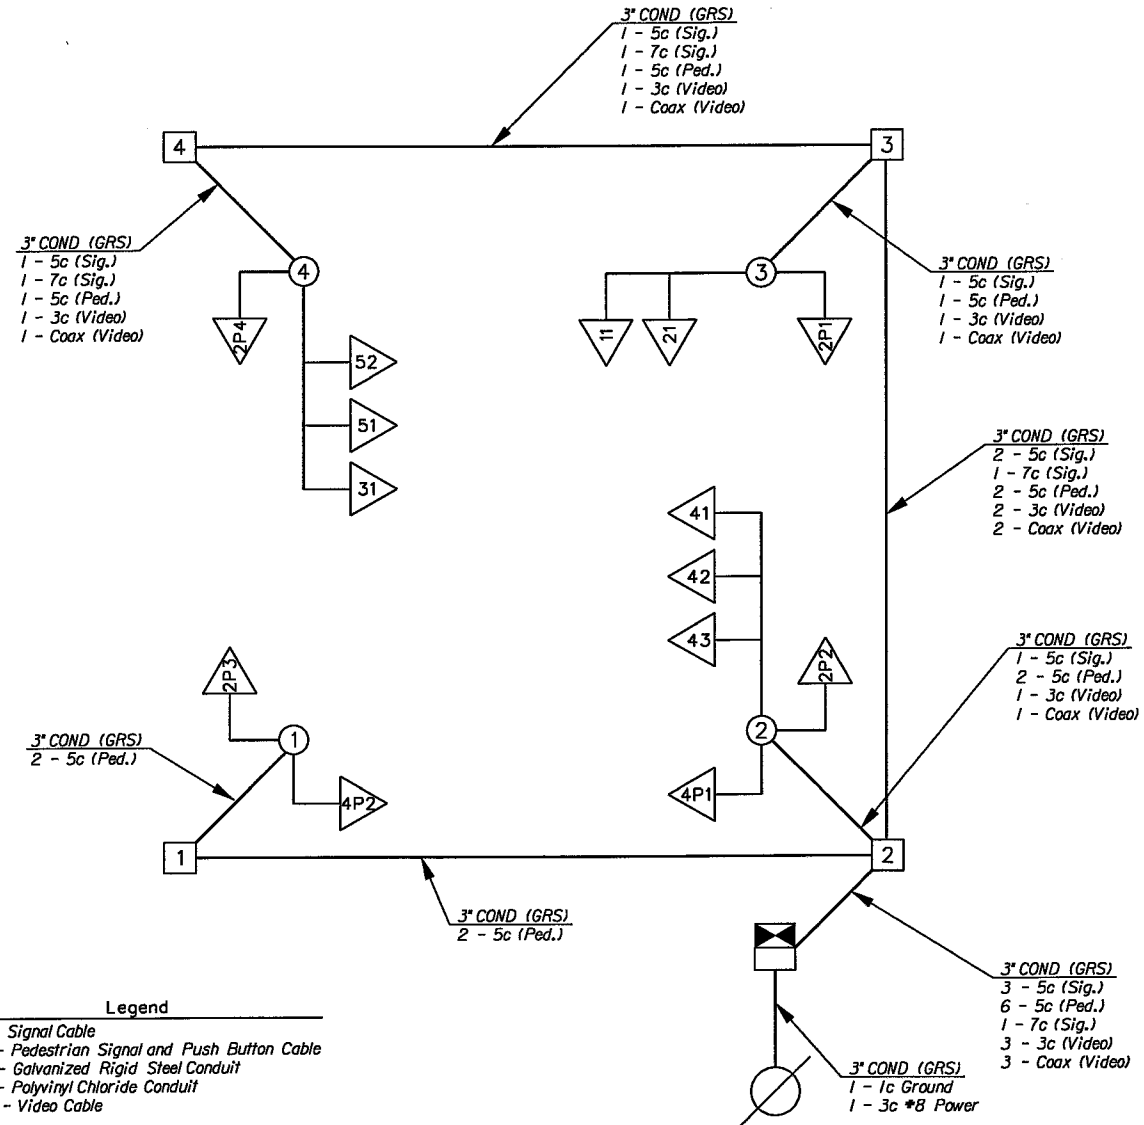 3" COND (GRS)
1 - 5c (Sig.)
1 - 7c (Sig.)
1 - 5c (Ped.)
1 - 3c (Video)
1 - Coax (Video)
4
3
3" COND (GRS)
1 - 5c (Sig.)
1 - 7c (Sig.)
1 - 5c (Ped.)
1 - 3c (Video)
1 - Coax (Video)
4
3
3" COND (GRS)
1 - 5c (Sig.)
1 - 5c (Ped.)
1 - 3c (Video)
1 - Coax (Video)
2P4
11
21
2P1
52
51
31
3" COND (GRS)
2 - 5c (Sig.)
1 - 7c (Sig.)
2 - 5c (Ped.)
2 - 3c (Video)
2 - Coax (Video)
41
42
43
2P3
2P2
3" COND (GRS)
1 - 5c (Sig.)
2 - 5c (Ped.)
1 - 3c (Video)
1 - Coax (Video)
1
2
3" COND (GRS)
2 - 5c (Ped.)
4P2
4P1
1
2
3" COND (GRS)
2 - 5c (Ped.)
3" COND (GRS)
3 - 5c (Sig.)
6 - 5c (Ped.)
1 - 7c (Sig.)
3 - 3c (Video)
3 - Coax (Video)
3" COND (GRS)
1 - 1c Ground
1 - 3c #8 Power
Legend
Signal Cable
- Pedestrian Signal and Push Button Cable
- Galvanized Rigid Steel Conduit
- Polyvinyl Chloride Conduit
- Video Cable